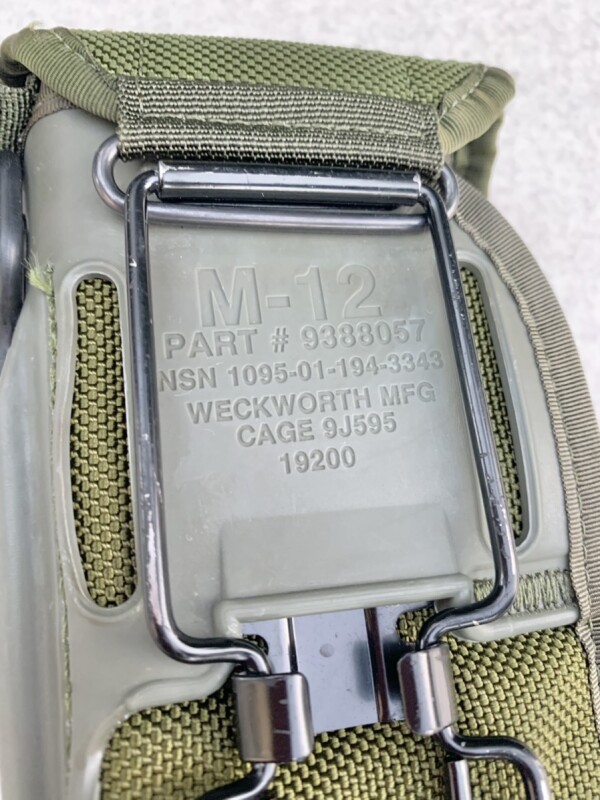 M-12
PART # 9388057
NSN 1095-01-194-3343
WECKWORTH MFG
CAGE 9J595
19200